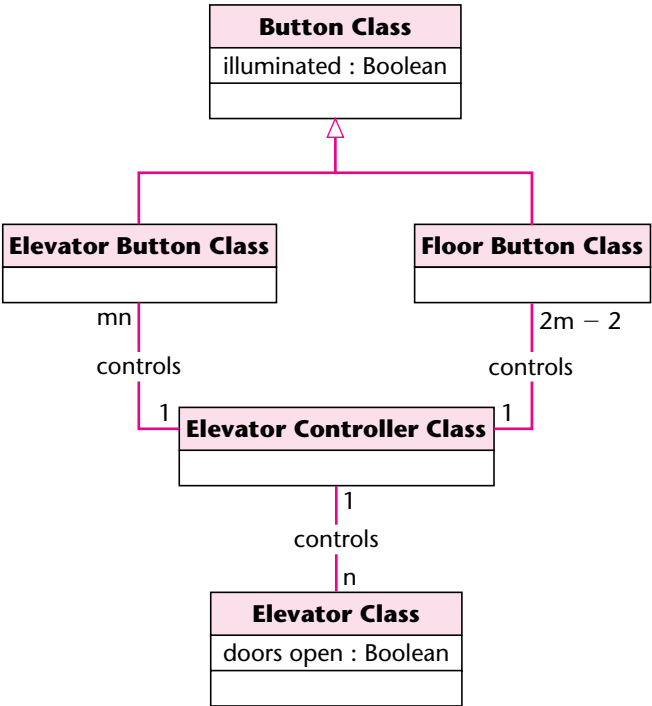 Button Class
illuminated : Boolean
Elevator Button Class
Floor Button Class
mn
2m − 2
controls
controls
1
1
Elevator Controller Class
1
controls
n
Elevator Class
doors open : Boolean